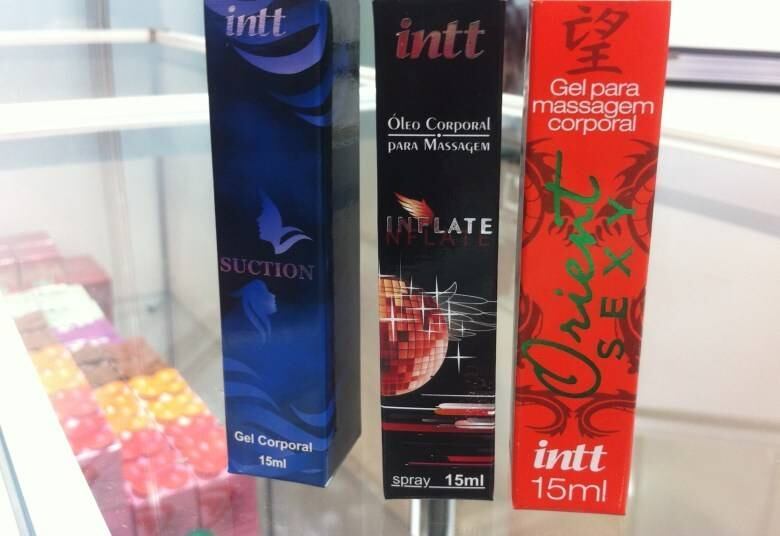 intt
SUCTION
Gel Corporal
15ml
intt
ÓLEO CORPORAL
PARA MASSAGEM
INFLATE
NFLATE
spray 15ml
望
Gel para
massagem
corporal
Orient
SEXY
intt
15ml